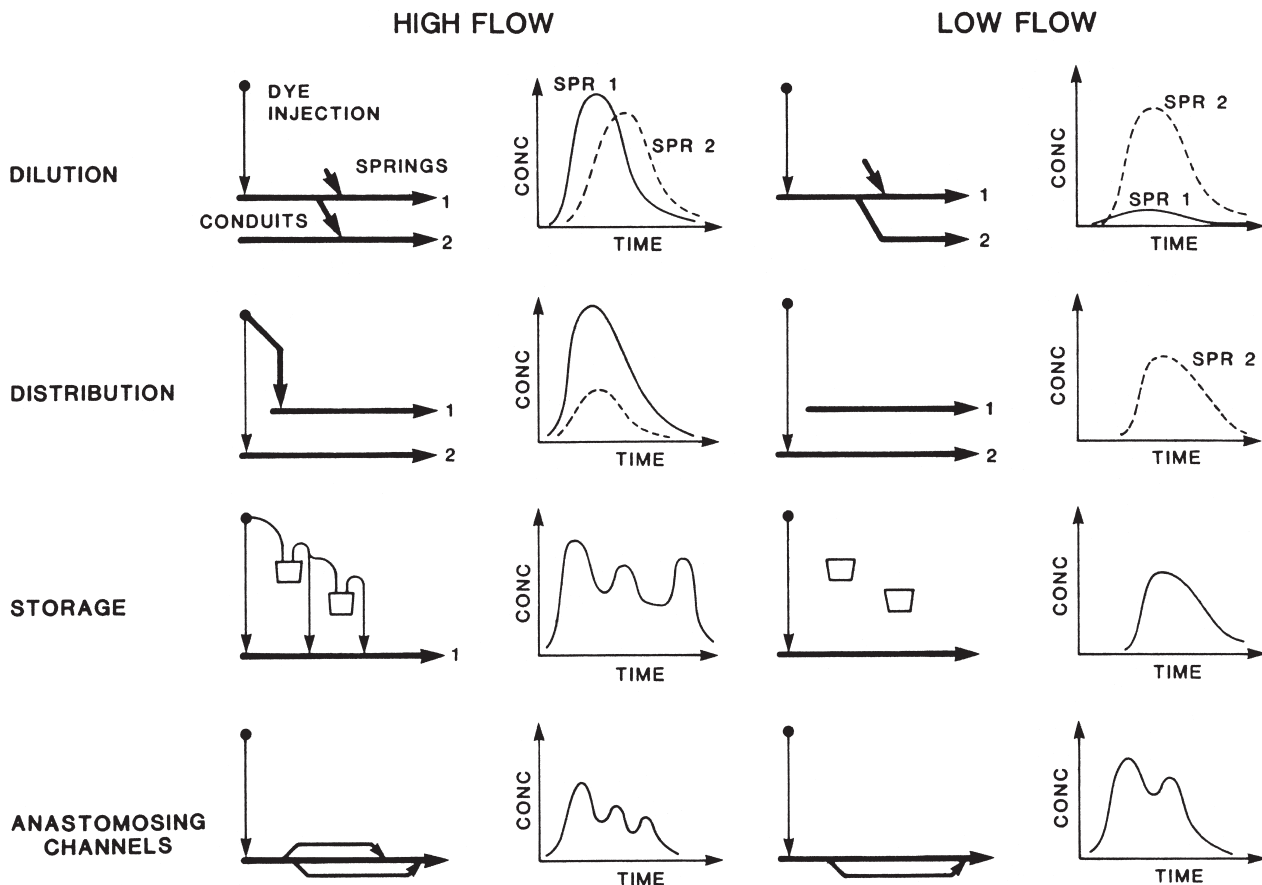 HIGH FLOW
LOW FLOW
DILUTION
DYE
INJECTION
SPRINGS
1
CONDUITS
2
CONC
SPR 1
SPR 2
TIME
1
2
CONC
SPR 2
SPR 1
TIME
DISTRIBUTION
1
2
CONC
TIME
1
2
CONC
SPR 2
TIME
STORAGE
1
CONC
TIME
CONC
TIME
ANASTOMOSING
CHANNELS
CONC
TIME
CONC
TIME